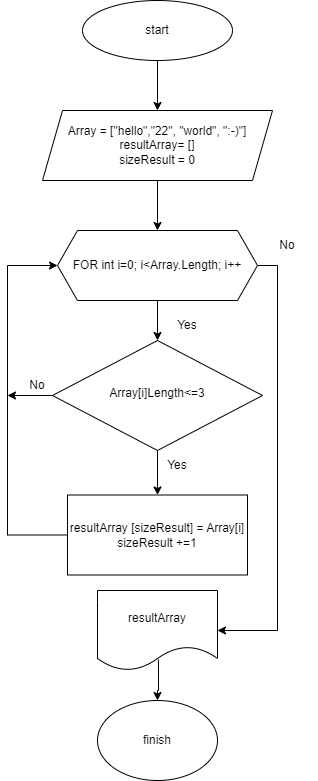 start
Array = ["hello","22", "world", ":-)"]
resultArray= []
sizeResult = 0
No
FOR int i=0; i<Array.Length; i++
Yes
No
Array[i]Length<=3
Yes
resultArray [sizeResult] = Array[i]
sizeResult +=1
resultArray
finish